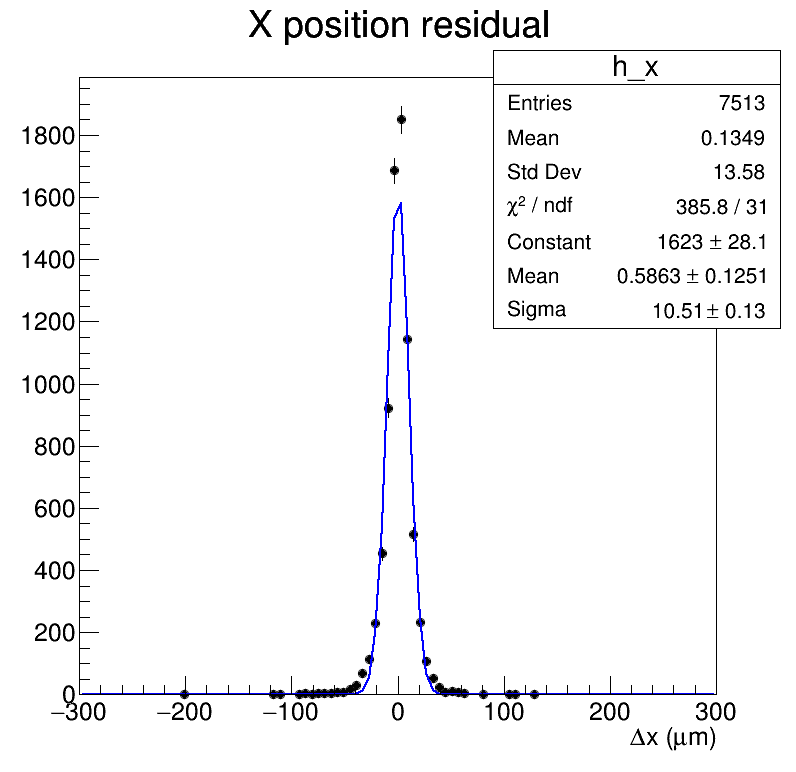 X position residual
h_x
Entries 7513
Mean 0.1349
Std Dev 13.58
χ² / ndf 385.8 / 31
Constant 1623 ± 28.1
Mean 0.5863 ± 0.1251
Sigma 10.51 ± 0.13
1800
1600
1400
1200
1000
800
600
400
200
0
−300 −200 −100 0 100 200 300
Δx (μm)